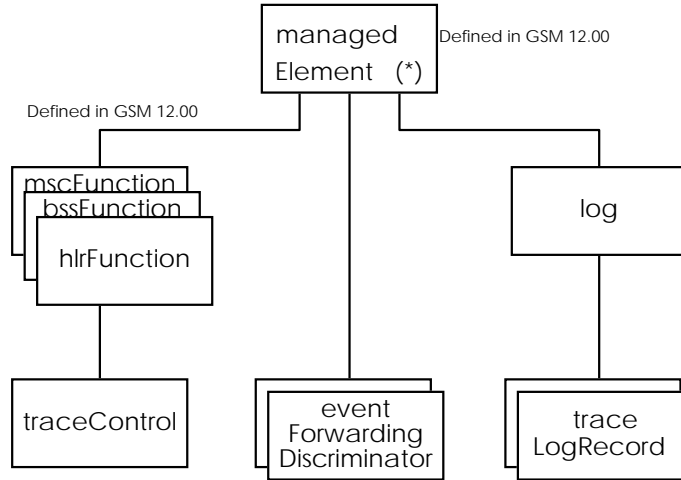 managed
Element (*)
Defined in GSM 12.00
Defined in GSM 12.00
mscFunction
bssFunction
hlrFunction
log
traceControl
event
Forwarding
Discriminator
trace
LogRecord